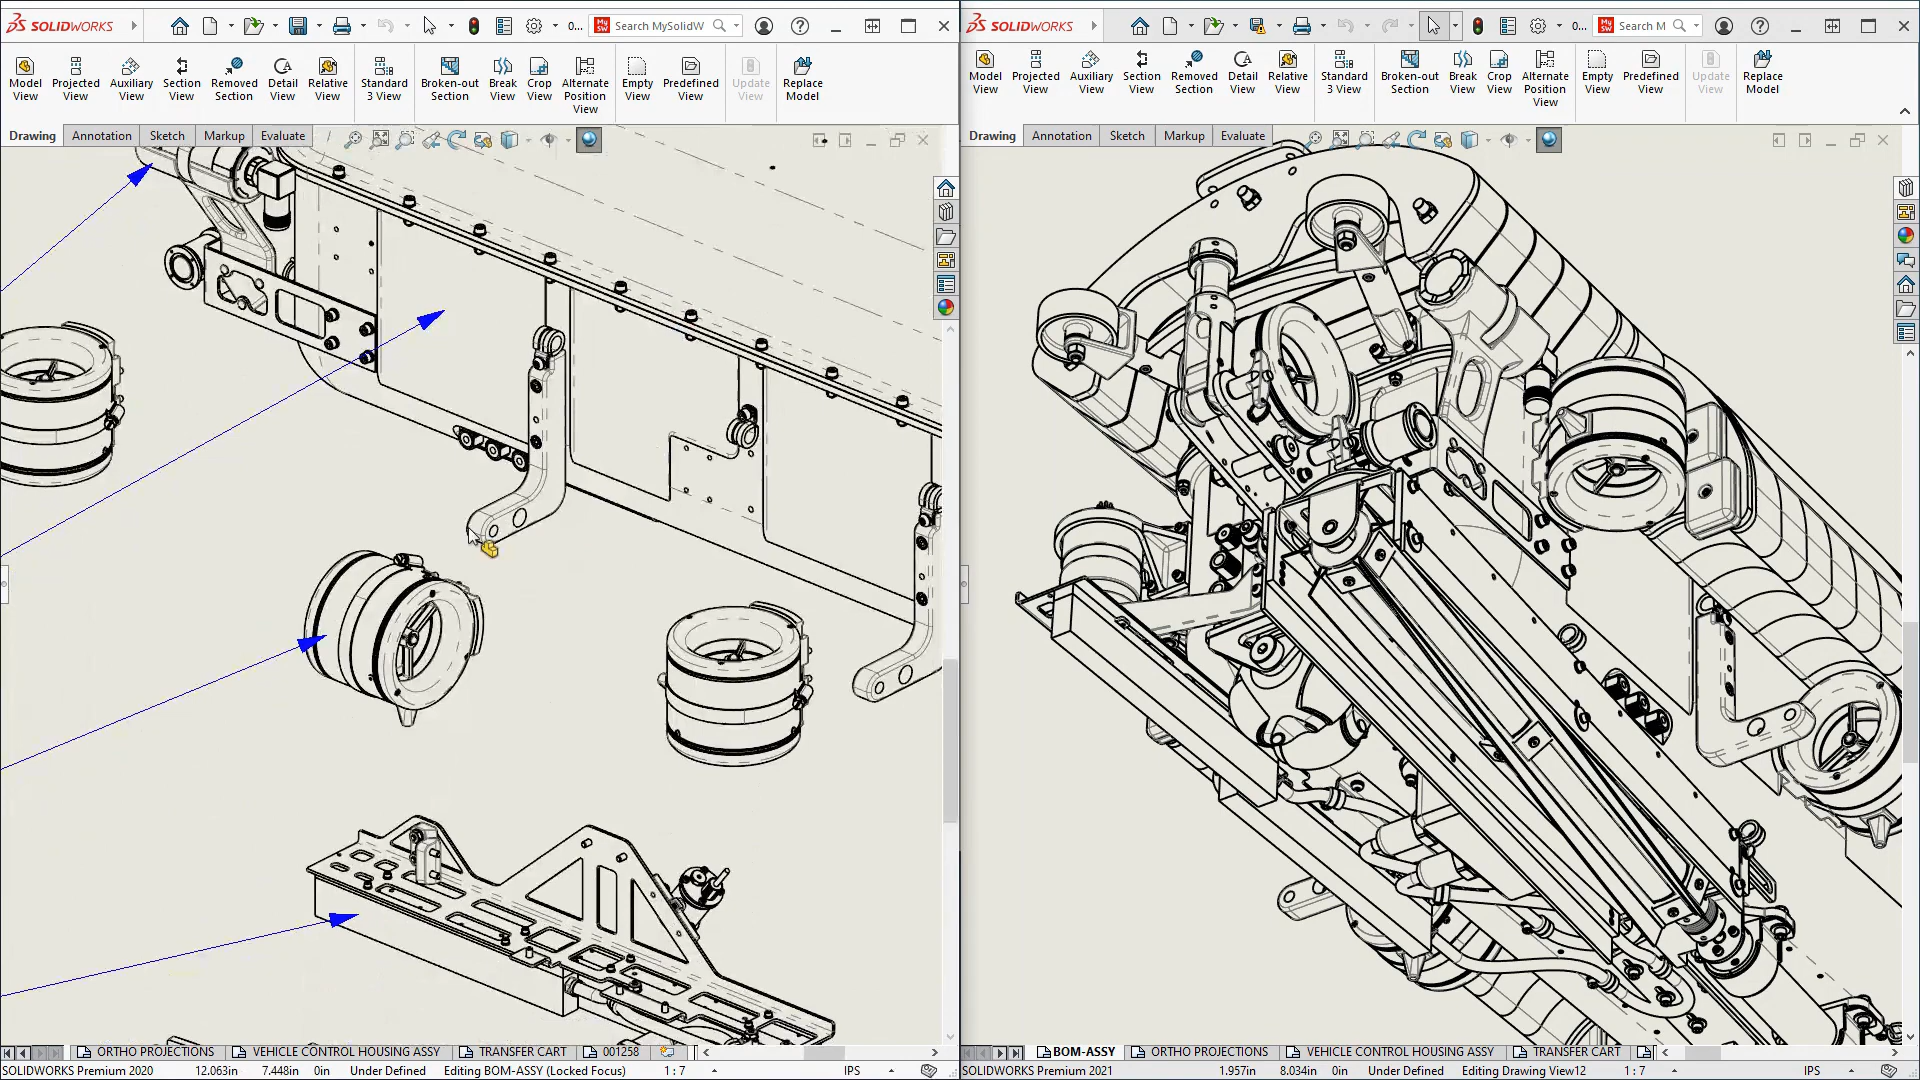 SOLIDWORKS
0...
Search MySolidW
Model View
Projected View
Auxiliary View
Section View
Removed Section
Detail View
Relative View
Standard 3 View
Broken-out Section
Break View
Crop View
Alternate Position View
Empty View
Predefined View
Update View
Replace Model
Drawing
Annotation
Sketch
Markup
Evaluate
ORTHO PROJECTIONS
VEHICLE CONTROL HOUSING ASSY
TRANSFER CART
001258
SOLIDWORKS Premium 2020
12.063in
7.448in
0in
Under Defined
Editing BOM-ASSY (Locked Focus)
1 : 7
IPS
SOLIDWORKS
0...
Search M
Model View
Projected View
Auxiliary View
Section View
Removed Section
Detail View
Relative View
Standard 3 View
Broken-out Section
Break View
Crop View
Alternate Position View
Empty View
Predefined View
Update View
Replace Model
Drawing
Annotation
Sketch
Markup
Evaluate
BOM-ASSY
ORTHO PROJECTIONS
VEHICLE CONTROL HOUSING ASSY
TRANSFER CART
SOLIDWORKS Premium 2021
1.957in
8.034in
0in
Under Defined
Editing Drawing View12
1 : 7
IPS